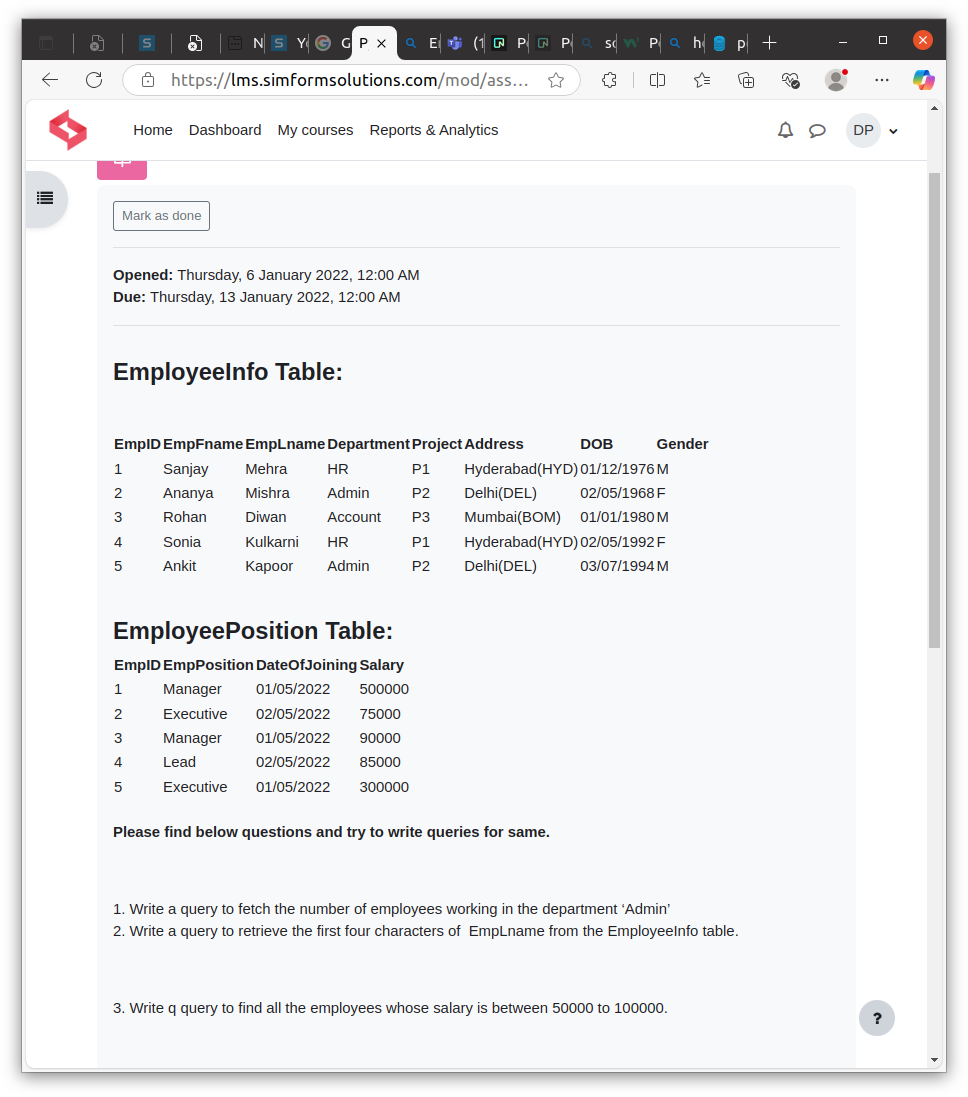 N
S
Y
G
P
E
(1
P
P
sc
P
h
p
https://lms.simformsolutions.com/mod/ass...
Home Dashboard My courses Reports & Analytics DP
Mark as done
Opened: Thursday, 6 January 2022, 12:00 AM
Due: Thursday, 13 January 2022, 12:00 AM
EmployeeInfo Table:
EmpID EmpFname EmpLname Department Project Address DOB Gender
1 Sanjay Mehra HR P1 Hyderabad(HYD) 01/12/1976 M
2 Ananya Mishra Admin P2 Delhi(DEL) 02/05/1968 F
3 Rohan Diwan Account P3 Mumbai(BOM) 01/01/1980 M
4 Sonia Kulkarni HR P1 Hyderabad(HYD) 02/05/1992 F
5 Ankit Kapoor Admin P2 Delhi(DEL) 03/07/1994 M
EmployeePosition Table:
EmpID EmpPosition DateOfJoining Salary
1 Manager 01/05/2022 500000
2 Executive 02/05/2022 75000
3 Manager 01/05/2022 90000
4 Lead 02/05/2022 85000
5 Executive 01/05/2022 300000
Please find below questions and try to write queries for same.
1. Write a query to fetch the number of employees working in the department ‘Admin’
2. Write a query to retrieve the first four characters of  EmpLname from the EmployeeInfo table.
3. Write q query to find all the employees whose salary is between 50000 to 100000.
?